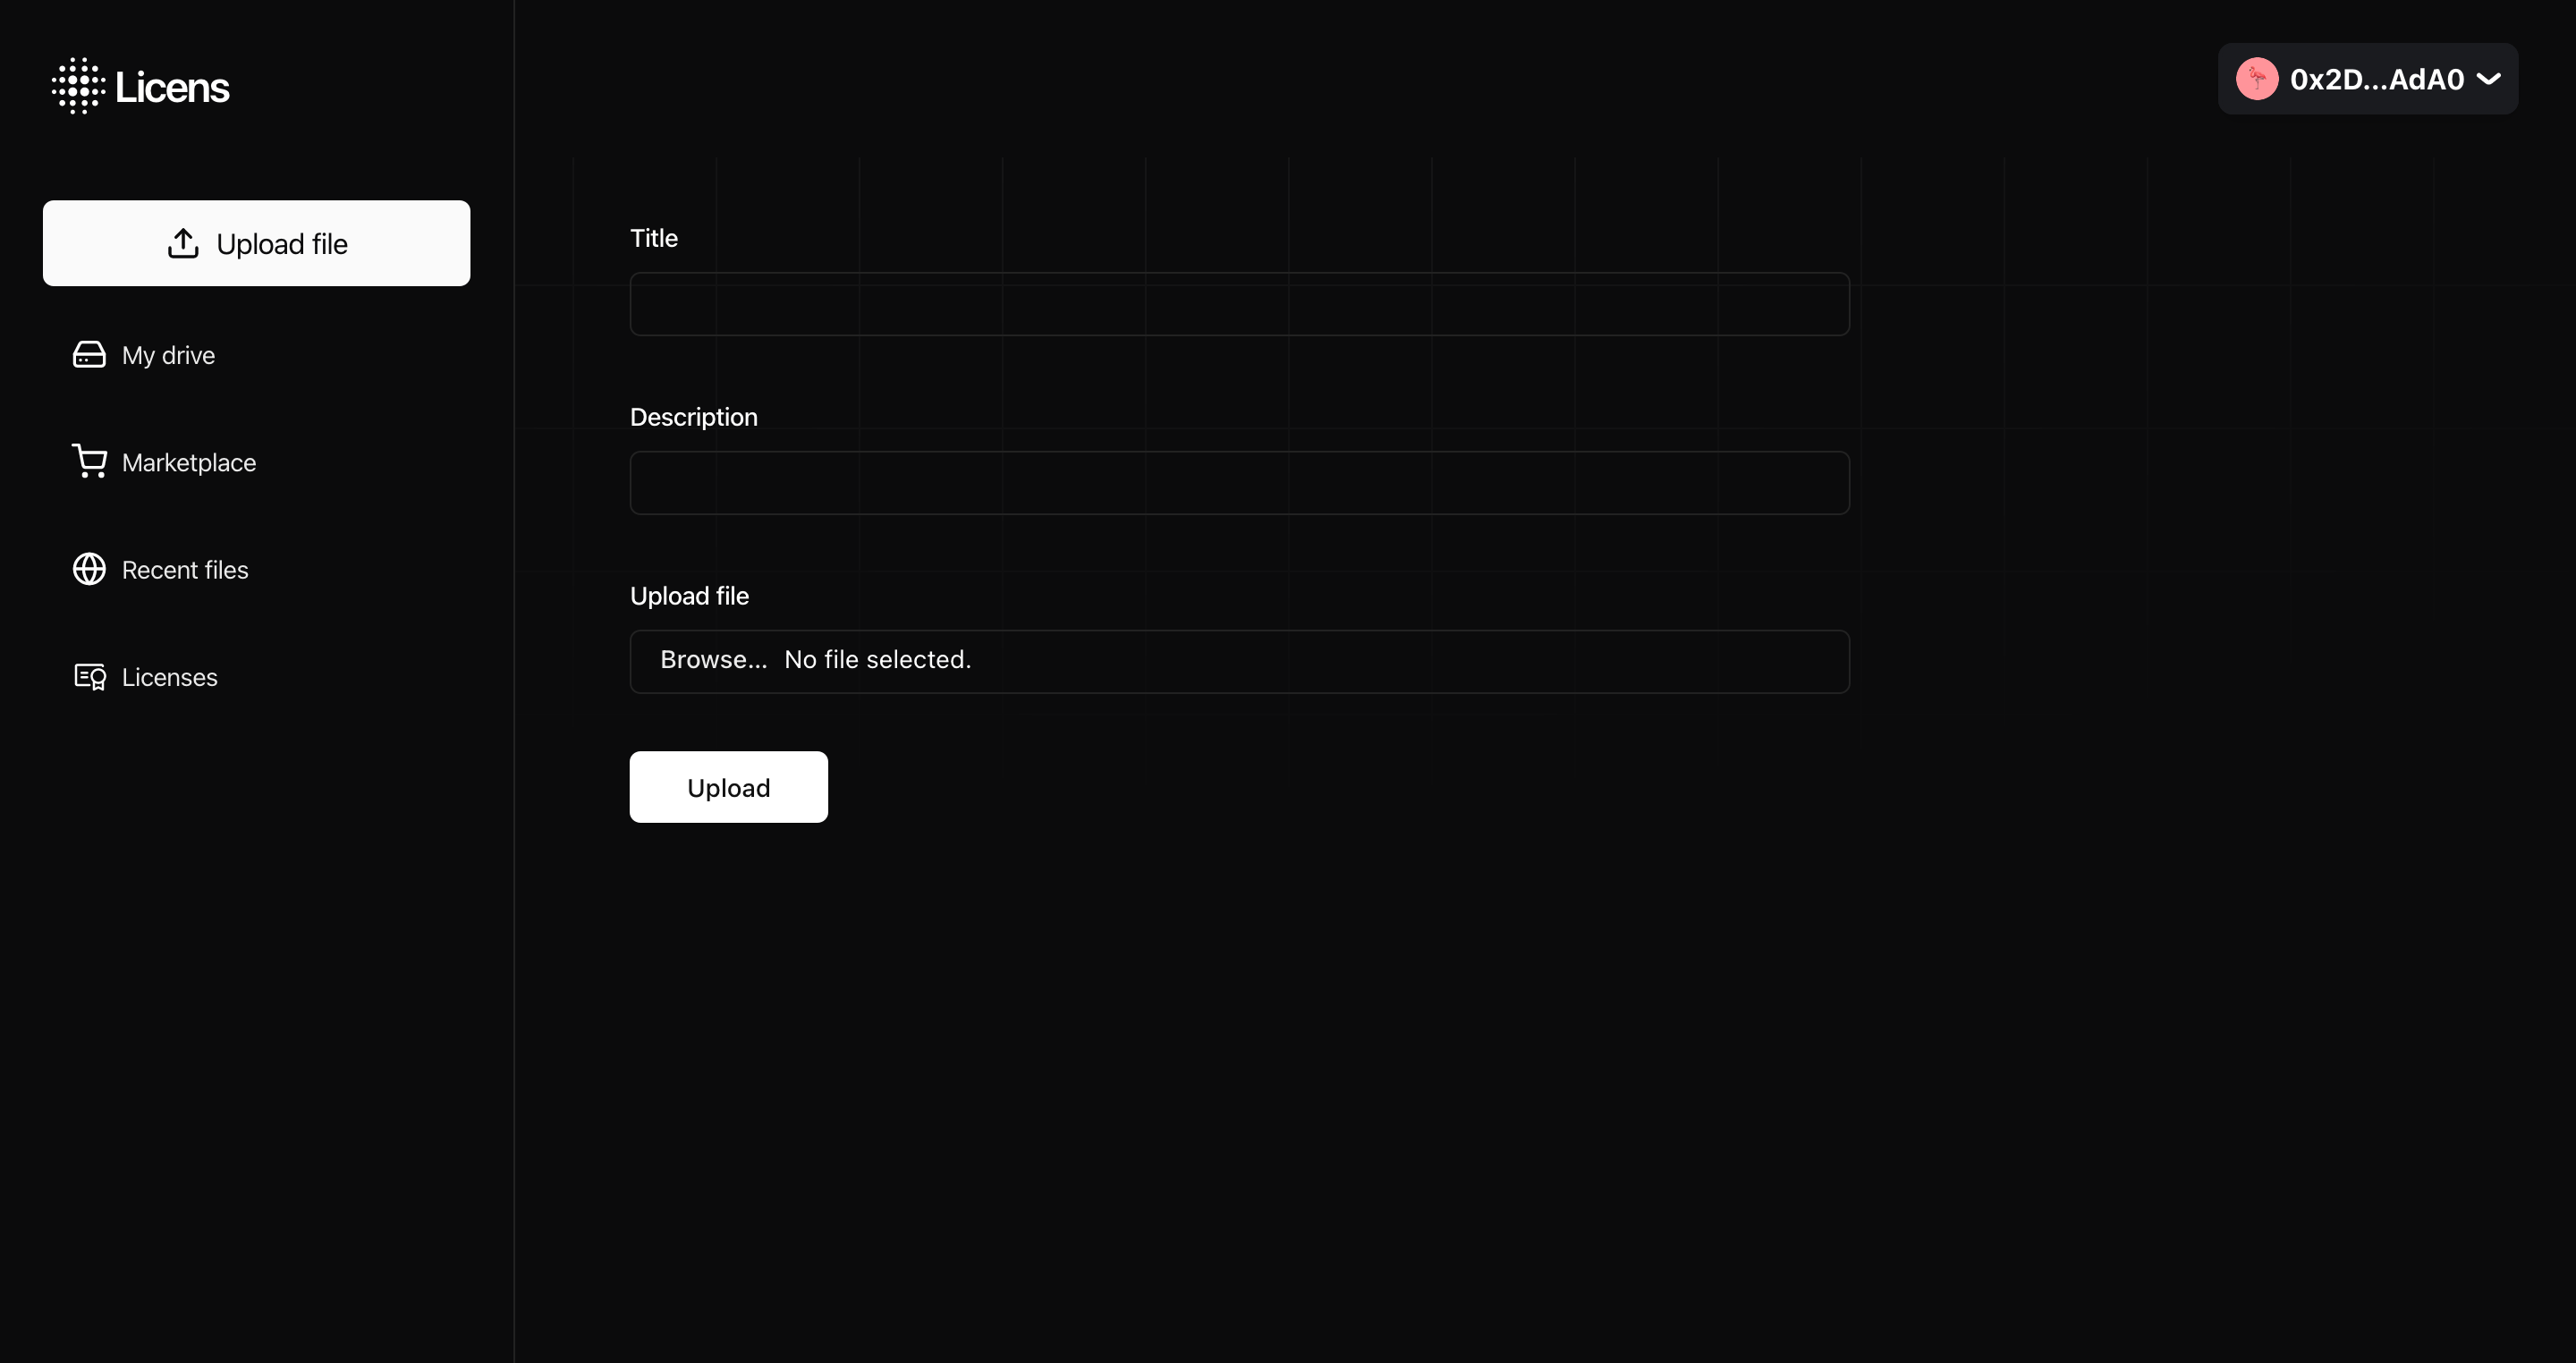 Licens
0x2D...AdA0
Upload file
My drive
Marketplace
Recent files
Licenses
Title
Description
Upload file
Browse... No file selected.
Upload